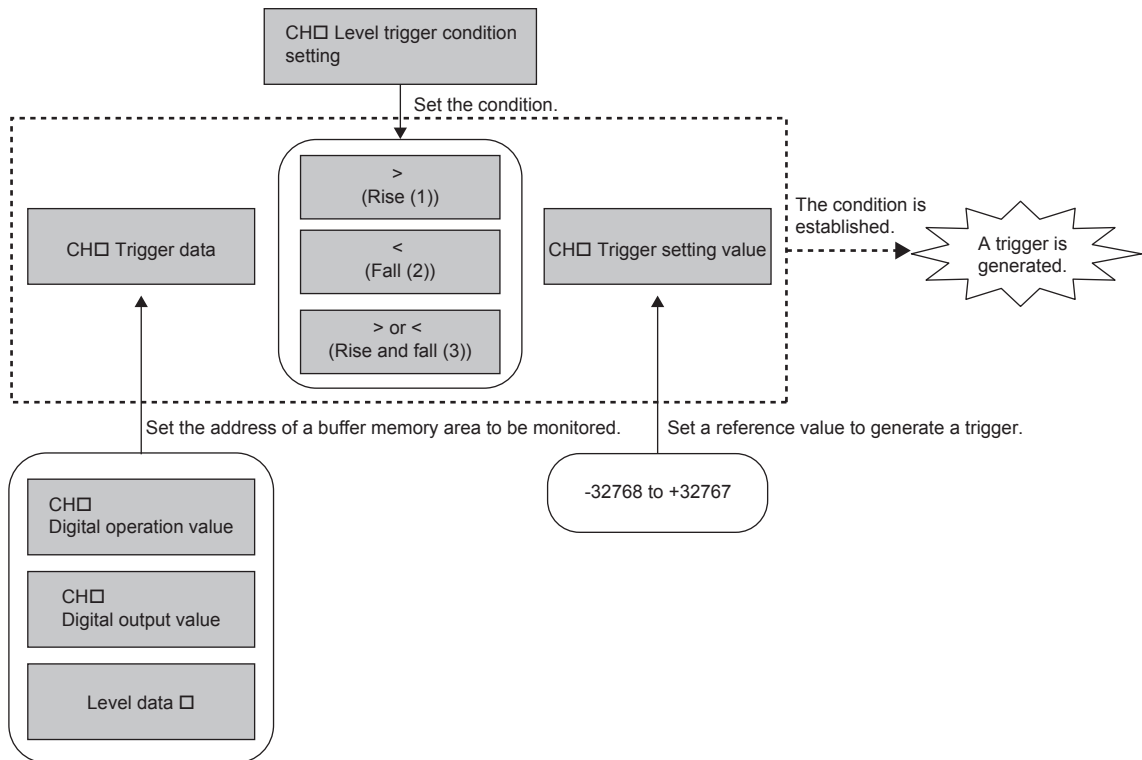 CH□ Level trigger condition
setting
Set the condition.
>
(Rise (1))
CH□ Trigger data
<
(Fall (2))
CH□ Trigger setting value
The condition is
established.
A trigger is
generated.
> or <
(Rise and fall (3))
Set the address of a buffer memory area to be monitored.
Set a reference value to generate a trigger.
CH□
Digital operation value
-32768 to +32767
CH□
Digital output value
Level data □